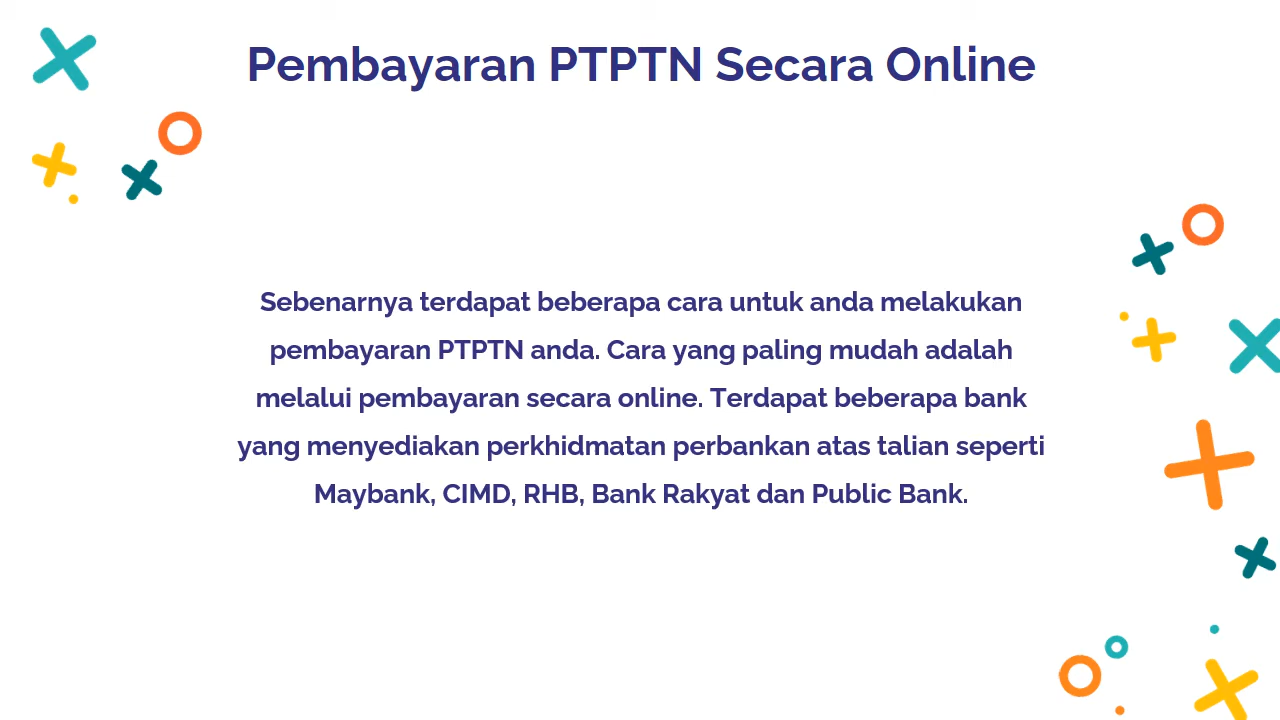 Pembayaran PTPTN Secara Online
Sebenarnya terdapat beberapa cara untuk anda melakukan
pembayaran PTPTN anda. Cara yang paling mudah adalah
melalui pembayaran secara online. Terdapat beberapa bank
yang menyediakan perkhidmatan perbankan atas talian seperti
Maybank, CIMD, RHB, Bank Rakyat dan Public Bank.